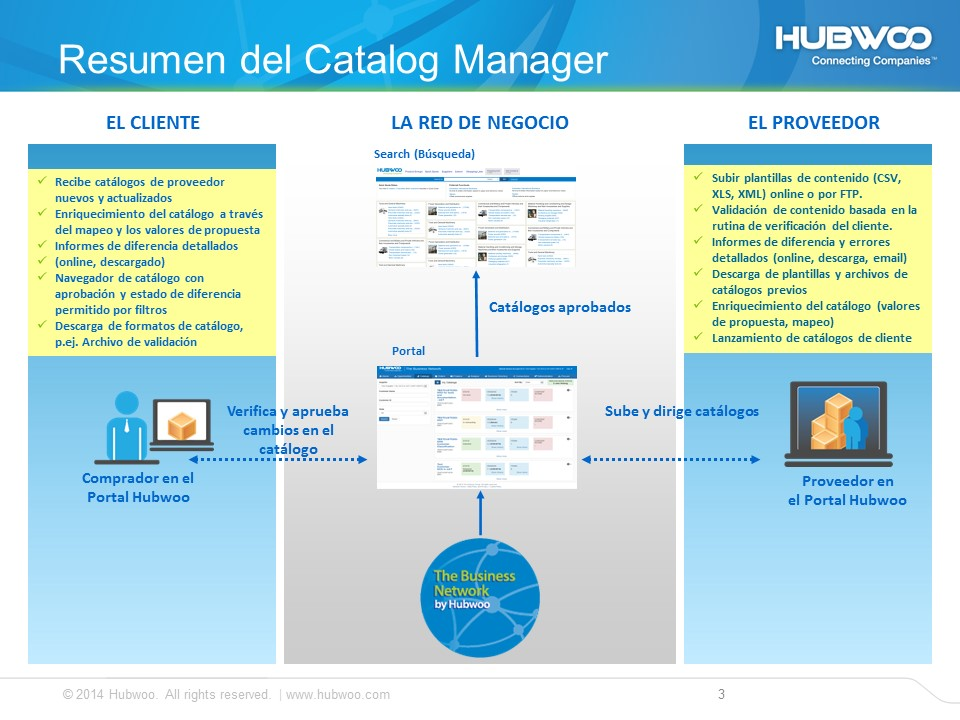 Resumen del Catalog Manager
HUBWOO
Connecting Companies™
EL CLIENTE
Recibe catálogos de proveedor
nuevos y actualizados
Enriquecimiento del catálogo a través
del mapeo y los valores de propuesta
Informes de diferencia detallados
(online, descargado)
Navegador de catálogo con
aprobación y estado de diferencia
permitido por filtros
Descarga de formatos de catálogo,
p.ej. Archivo de validación
Comprador en el
Portal Hubwoo
Verifica y aprueba
cambios en el
catálogo
LA RED DE NEGOCIO
Search (Búsqueda)
HUBWOO
Catálogos aprobados
Portal
HUBWOO
The Business Network
The Business
Network
by Hubwoo
Sube y dirige catálogos
EL PROVEEDOR
Subir plantillas de contenido (CSV,
XLS, XML) online o por FTP.
Validación de contenido basada en la
rutina de verificación del cliente.
Informes de diferencia y errores
detallados (online, descarga, email)
Descarga de plantillas y archivos de
catálogos previos
Enriquecimiento del catálogo (valores
de propuesta, mapeo)
Lanzamiento de catálogos de cliente
Proveedor en
el Portal Hubwoo
© 2014 Hubwoo. All rights reserved. | www.hubwoo.com
3